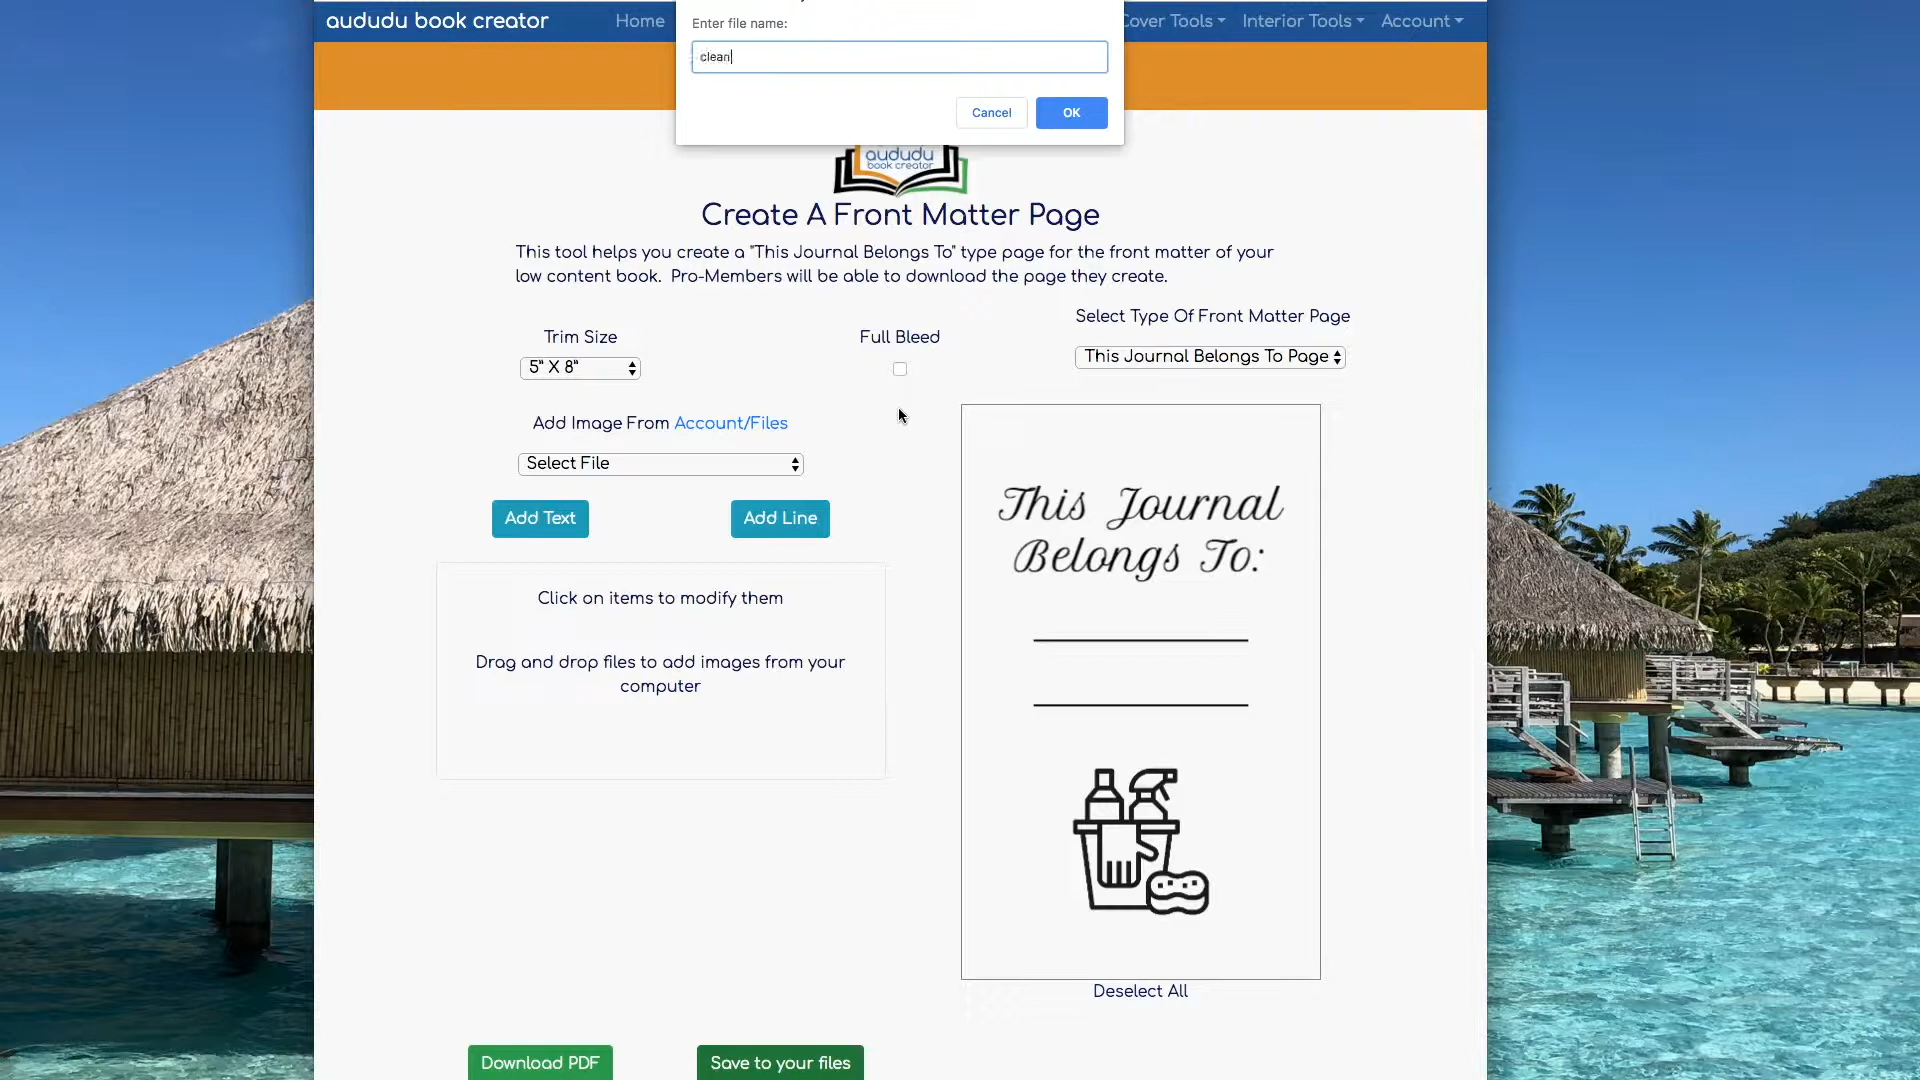 aududu book creator
Home
Cover Tools
Interior Tools
Account
Enter file name:
clean
Cancel
OK
aududu
book creator
Create A Front Matter Page
This tool helps you create a "This Journal Belongs To" type page for the front matter of your
low content book. Pro-Members will be able to download the page they create.
Trim Size
Full Bleed
Select Type Of Front Matter Page
5" X 8"
This Journal Belongs To Page
Add Image From Account/Files
Select File
Add Text
Add Line
Click on items to modify them
Drag and drop files to add images from your
computer
This Journal
Belongs To:
Deselect All
Download PDF
Save to your files